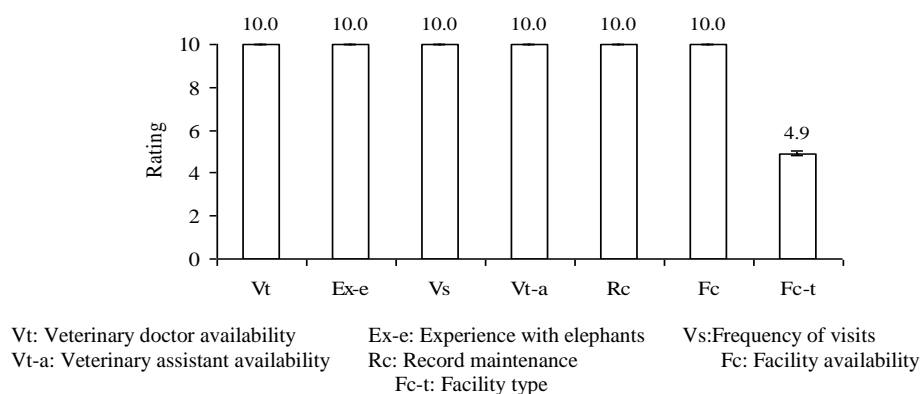 10.0 10.0 10.0 10.0 10.0 10.0
10
8
6
4.9
4
2
0
Rating
Vt Ex-e Vs Vt-a Rc Fc Fc-t
Vt: Veterinary doctor availability Ex-e: Experience with elephants Vs:Frequency of visits
Vt-a: Veterinary assistant availability Rc: Record maintenance Fc: Facility availability
Fc-t: Facility type